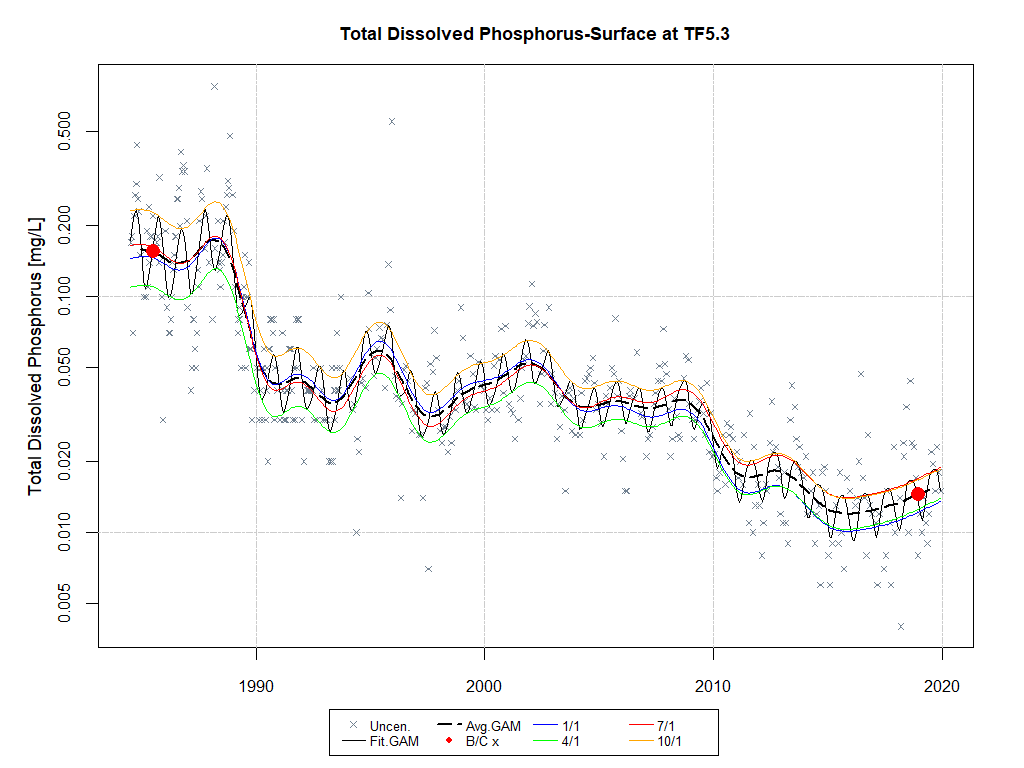 Total Dissolved Phosphorus-Surface at TF5.3
Total Dissolved Phosphorus [mg/L]
0.500
0.200
0.100
0.050
0.020
0.010
0.005
1990
2000
2010
2020
Uncen. Avg.GAM 1/1 7/1
Fit.GAM B/C x 4/1 10/1